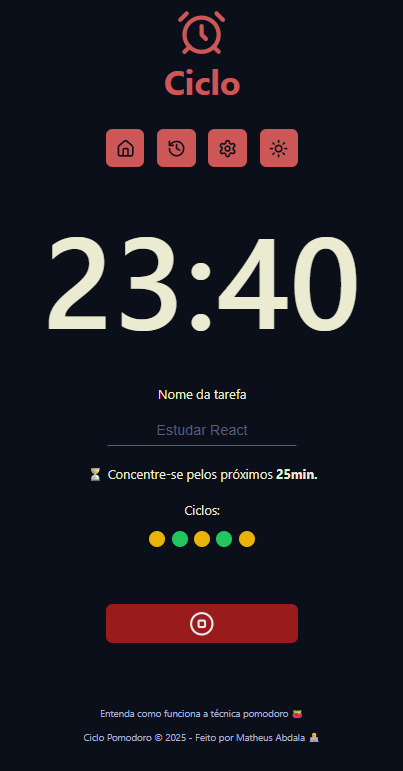 Ciclo
23:40
Nome da tarefa
Estudar React
⏳ Concentre-se pelos próximos 25min.
Ciclos:
Entenda como funciona a técnica pomodoro 🍅
Ciclo Pomodoro © 2025 - Feito por Matheus Abdala